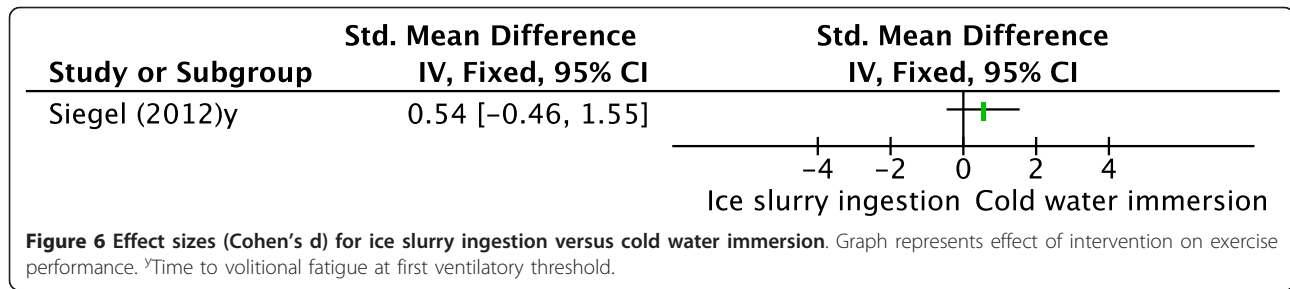 Std. Mean Difference Std. Mean Difference
Study or Subgroup IV, Fixed, 95% CI IV, Fixed, 95% CI
Siegel (2012)y 0.54 [−0.46, 1.55]
−4 −2 0 2 4
Ice slurry ingestion Cold water immersion
Figure 6 Effect sizes (Cohen's d) for ice slurry ingestion versus cold water immersion. Graph represents effect of intervention on exercise
performance. ʸTime to volitional fatigue at first ventilatory threshold.